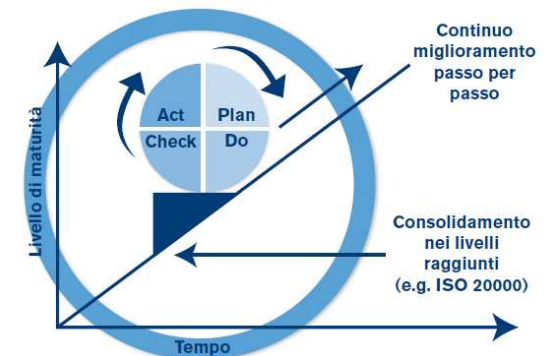 Continuo
miglioramento
passo per
passo
Act
Plan
Check
Do
Livello di maturità
Consolidamento
nei livelli
raggiunti
(e.g. ISO 20000)
Tempo